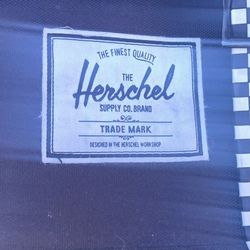 THE FINEST QUALITY
THE
Herschel
SUPPLY CO. BRAND
TRADE MARK
DESIGNED IN THE HERSCHEL WORKSHOP